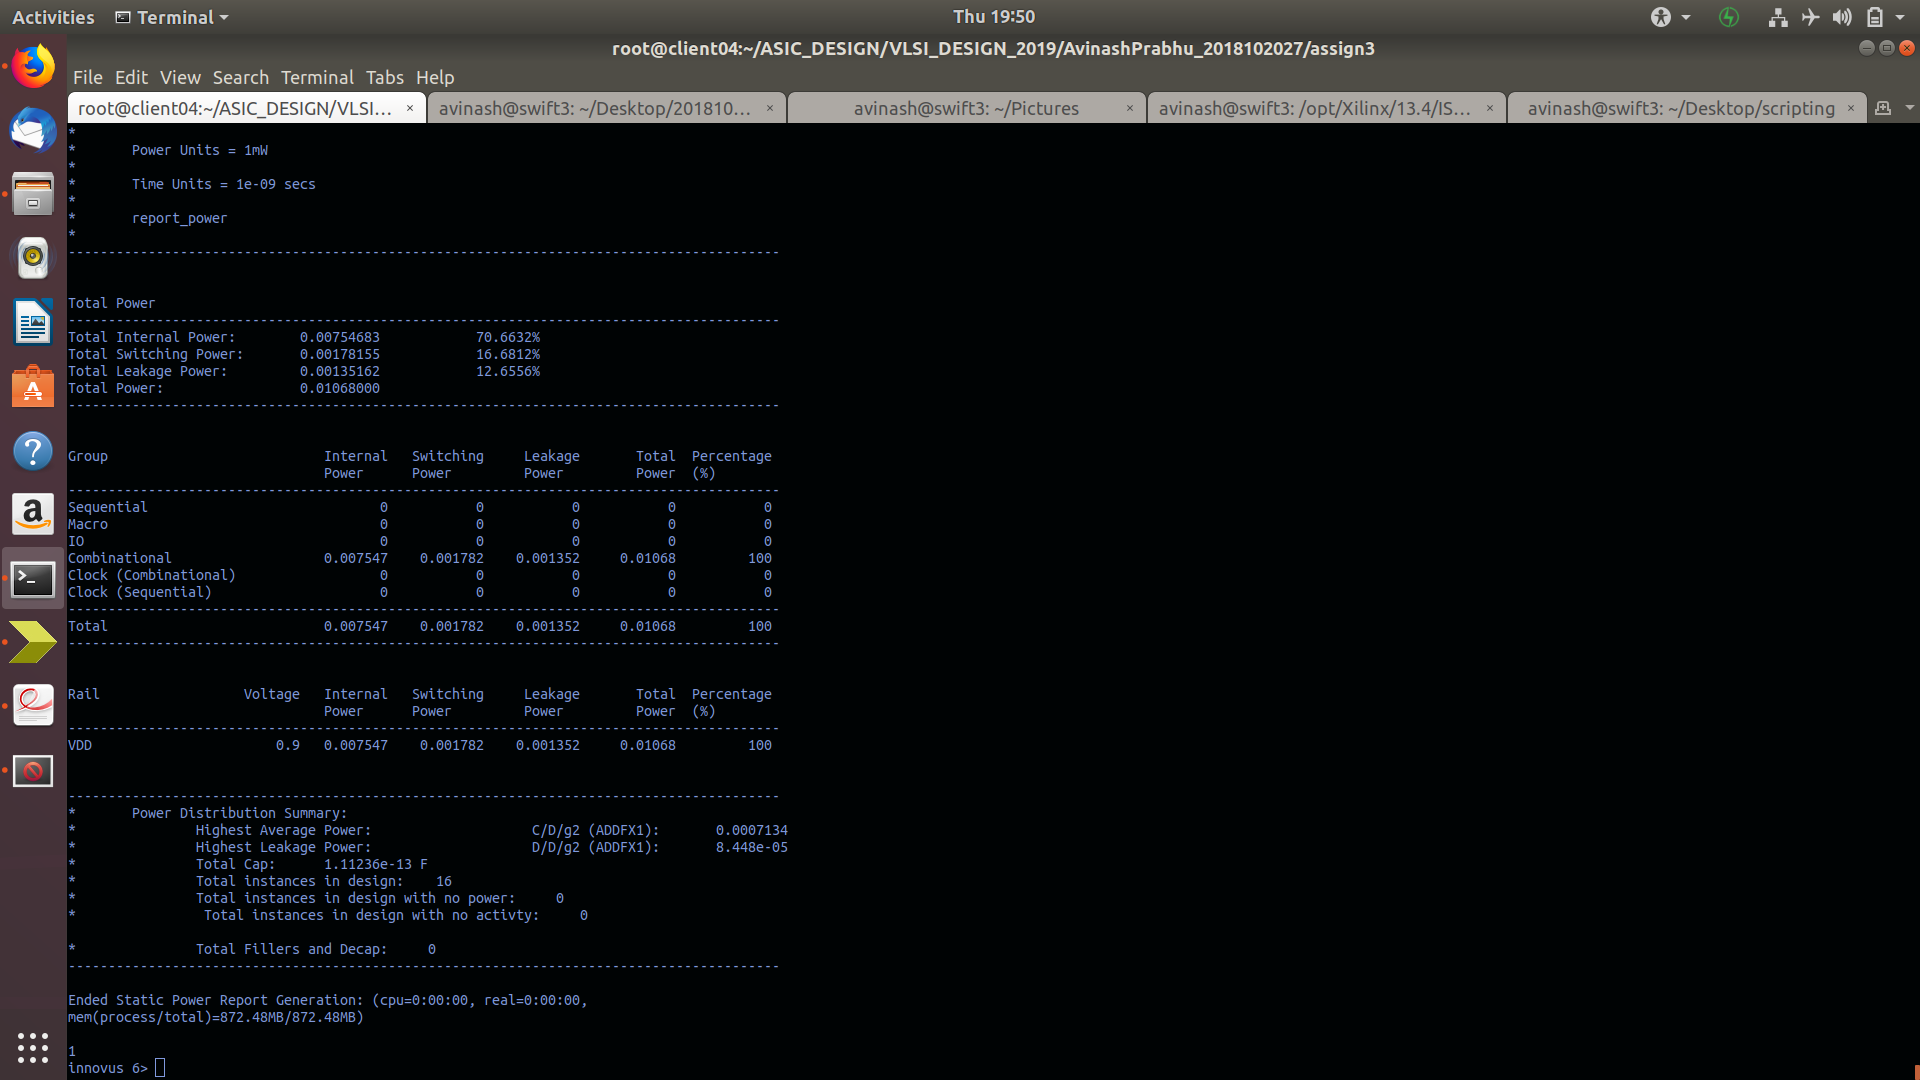 Activities Terminal Thu 19:50
root@client04:~/ASIC_DESIGN/VLSI_DESIGN_2019/AvinashPrabhu_2018102027/assign3
File Edit View Search Terminal Tabs Help
root@client04:~/ASIC_DESIGN/VLSI... × avinash@swift3: ~/Desktop/201810... × avinash@swift3: ~/Pictures × avinash@swift3: /opt/Xilinx/13.4/IS... × avinash@swift3: ~/Desktop/scripting ×
*
* Power Units = 1mW
*
* Time Units = 1e-09 secs
*
* report_power
*
-----------------------------------------------------------------------------------------
Total Power
-----------------------------------------------------------------------------------------
Total Internal Power: 0.00754683 70.6632%
Total Switching Power: 0.00178155 16.6812%
Total Leakage Power: 0.00135162 12.6556%
Total Power: 0.01068000
-----------------------------------------------------------------------------------------
Group Internal Switching Leakage Total Percentage
Power Power Power Power (%)
-----------------------------------------------------------------------------------------
Sequential 0 0 0 0 0
Macro 0 0 0 0 0
IO 0 0 0 0 0
Combinational 0.007547 0.001782 0.001352 0.01068 100
Clock (Combinational) 0 0 0 0 0
Clock (Sequential) 0 0 0 0 0
-----------------------------------------------------------------------------------------
Total 0.007547 0.001782 0.001352 0.01068 100
-----------------------------------------------------------------------------------------
Rail Voltage Internal Switching Leakage Total Percentage
Power Power Power Power (%)
-----------------------------------------------------------------------------------------
VDD 0.9 0.007547 0.001782 0.001352 0.01068 100
-----------------------------------------------------------------------------------------
* Power Distribution Summary:
* Highest Average Power: C/D/g2 (ADDFX1): 0.0007134
* Highest Leakage Power: D/D/g2 (ADDFX1): 8.448e-05
* Total Cap: 1.11236e-13 F
* Total instances in design: 16
* Total instances in design with no power: 0
* Total instances in design with no activty: 0
* Total Fillers and Decap: 0
-----------------------------------------------------------------------------------------
Ended Static Power Report Generation: (cpu=0:00:00, real=0:00:00,
mem(process/total)=872.48MB/872.48MB)
1
innovus 6>